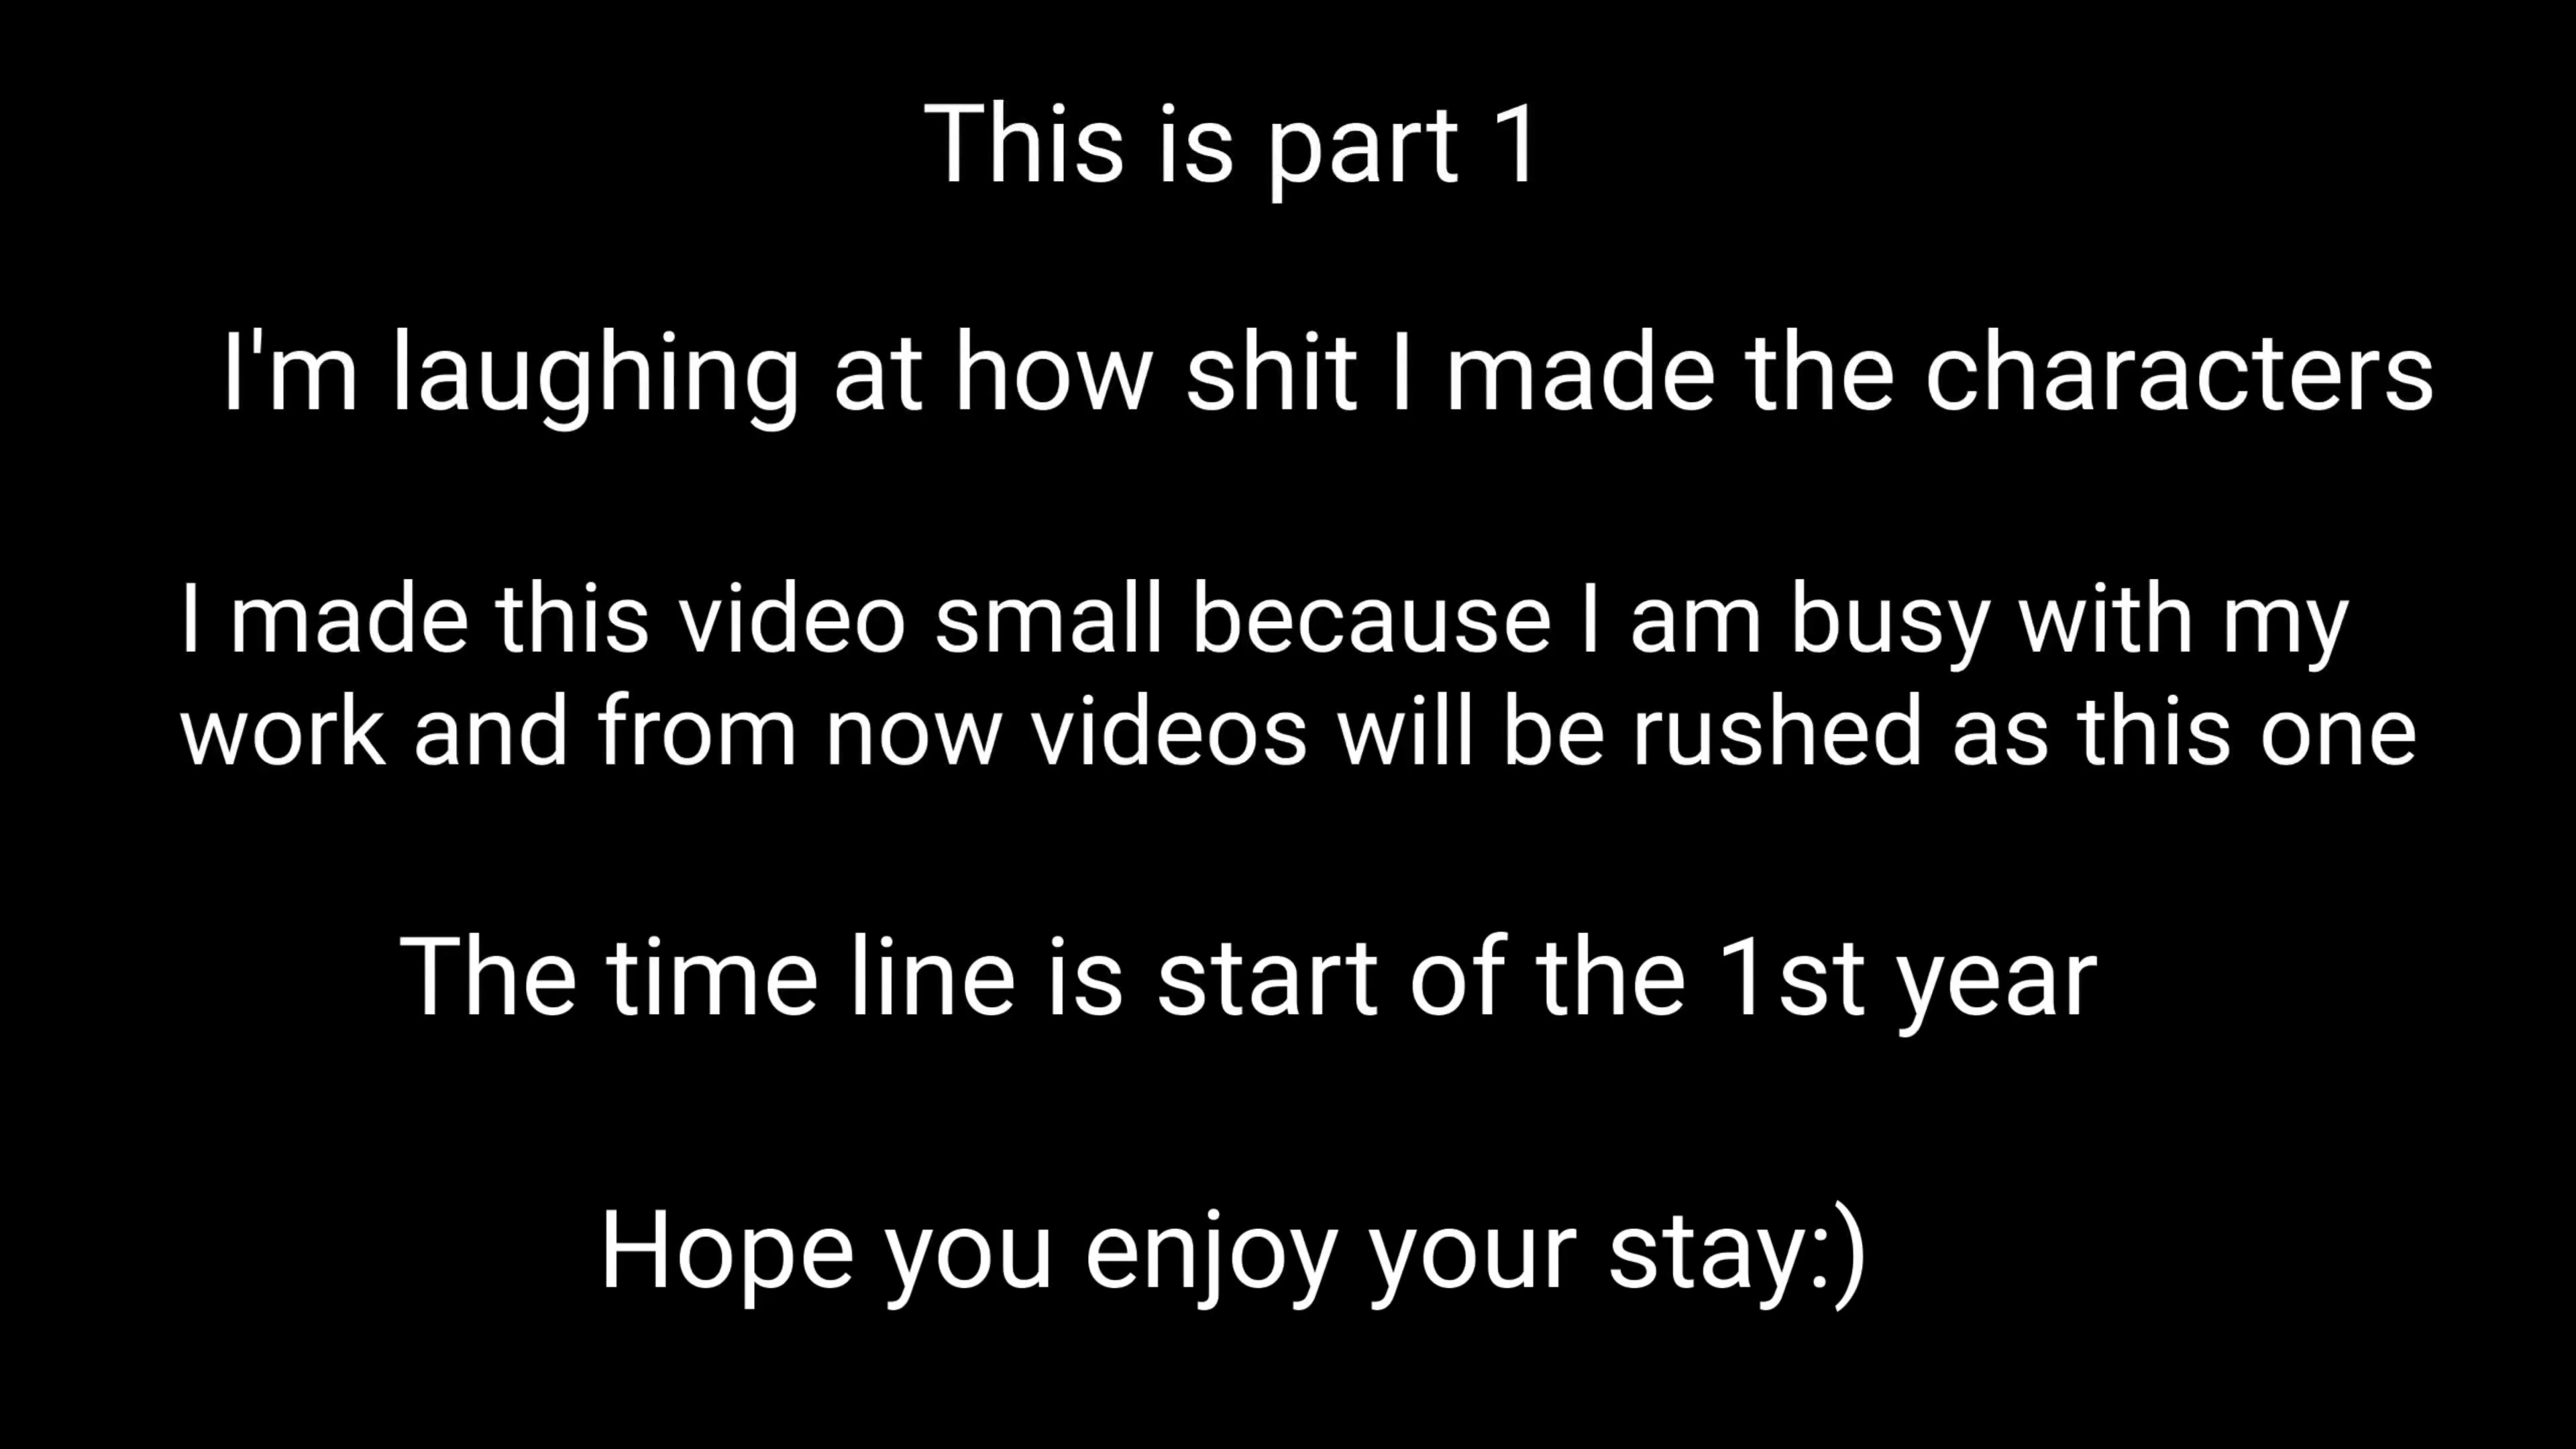 This is part 1
I'm laughing at how shit I made the characters
I made this video small because I am busy with my
work and from now videos will be rushed as this one
The time line is start of the 1st year
Hope you enjoy your stay:)